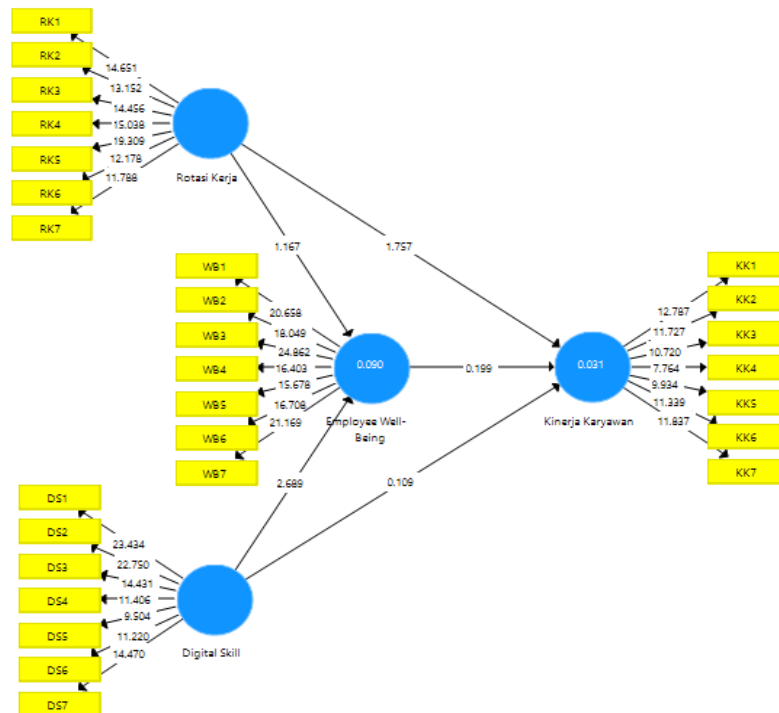 RK1
RK2
RK3
RK4
RK5
RK6
RK7
14.651
13.152
14.456
15.038
19.309
12.178
11.788
Rotasi Kerja
1.167
1.757
WB1
WB2
WB3
WB4
WB5
WB6
WB7
20.658
18.049
24.862
16.403
15.678
16.708
21.169
0.090
Employee Well-
Being
0.199
0.031
Kinerja Karyawan
12.787
11.727
10.720
7.764
9.934
11.339
11.837
KK1
KK2
KK3
KK4
KK5
KK6
KK7
2.689
0.109
DS1
DS2
DS3
DS4
DS5
DS6
DS7
23.434
22.750
14.431
11.406
9.504
11.220
14.470
Digital Skill